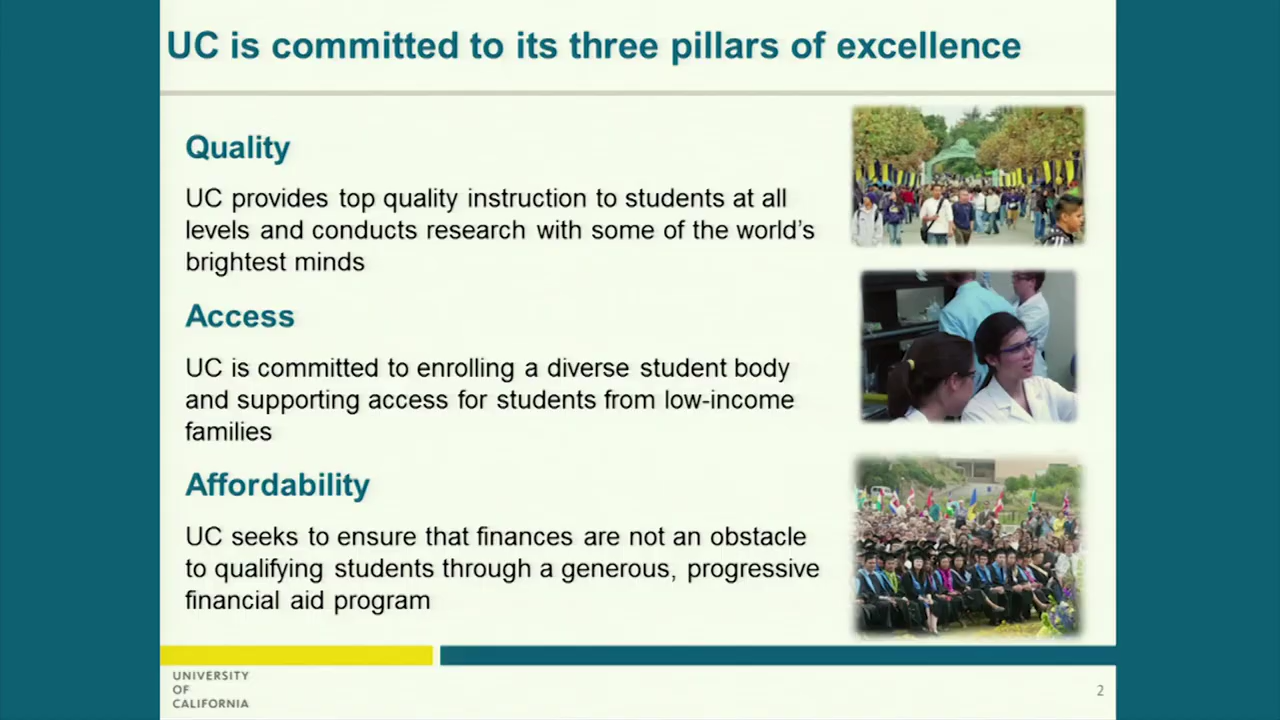 UC is committed to its three pillars of excellence
Quality
UC provides top quality instruction to students at all
levels and conducts research with some of the world’s
brightest minds
Access
UC is committed to enrolling a diverse student body
and supporting access for students from low-income
families
Affordability
UC seeks to ensure that finances are not an obstacle
to qualifying students through a generous, progressive
financial aid program
UNIVERSITY
OF
CALIFORNIA
2